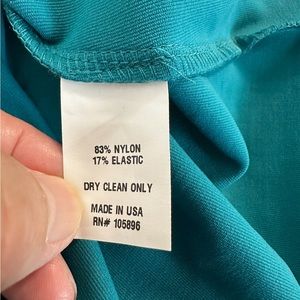 83% NYLON
17% ELASTIC
DRY CLEAN ONLY
MADE IN USA
RN# 105896